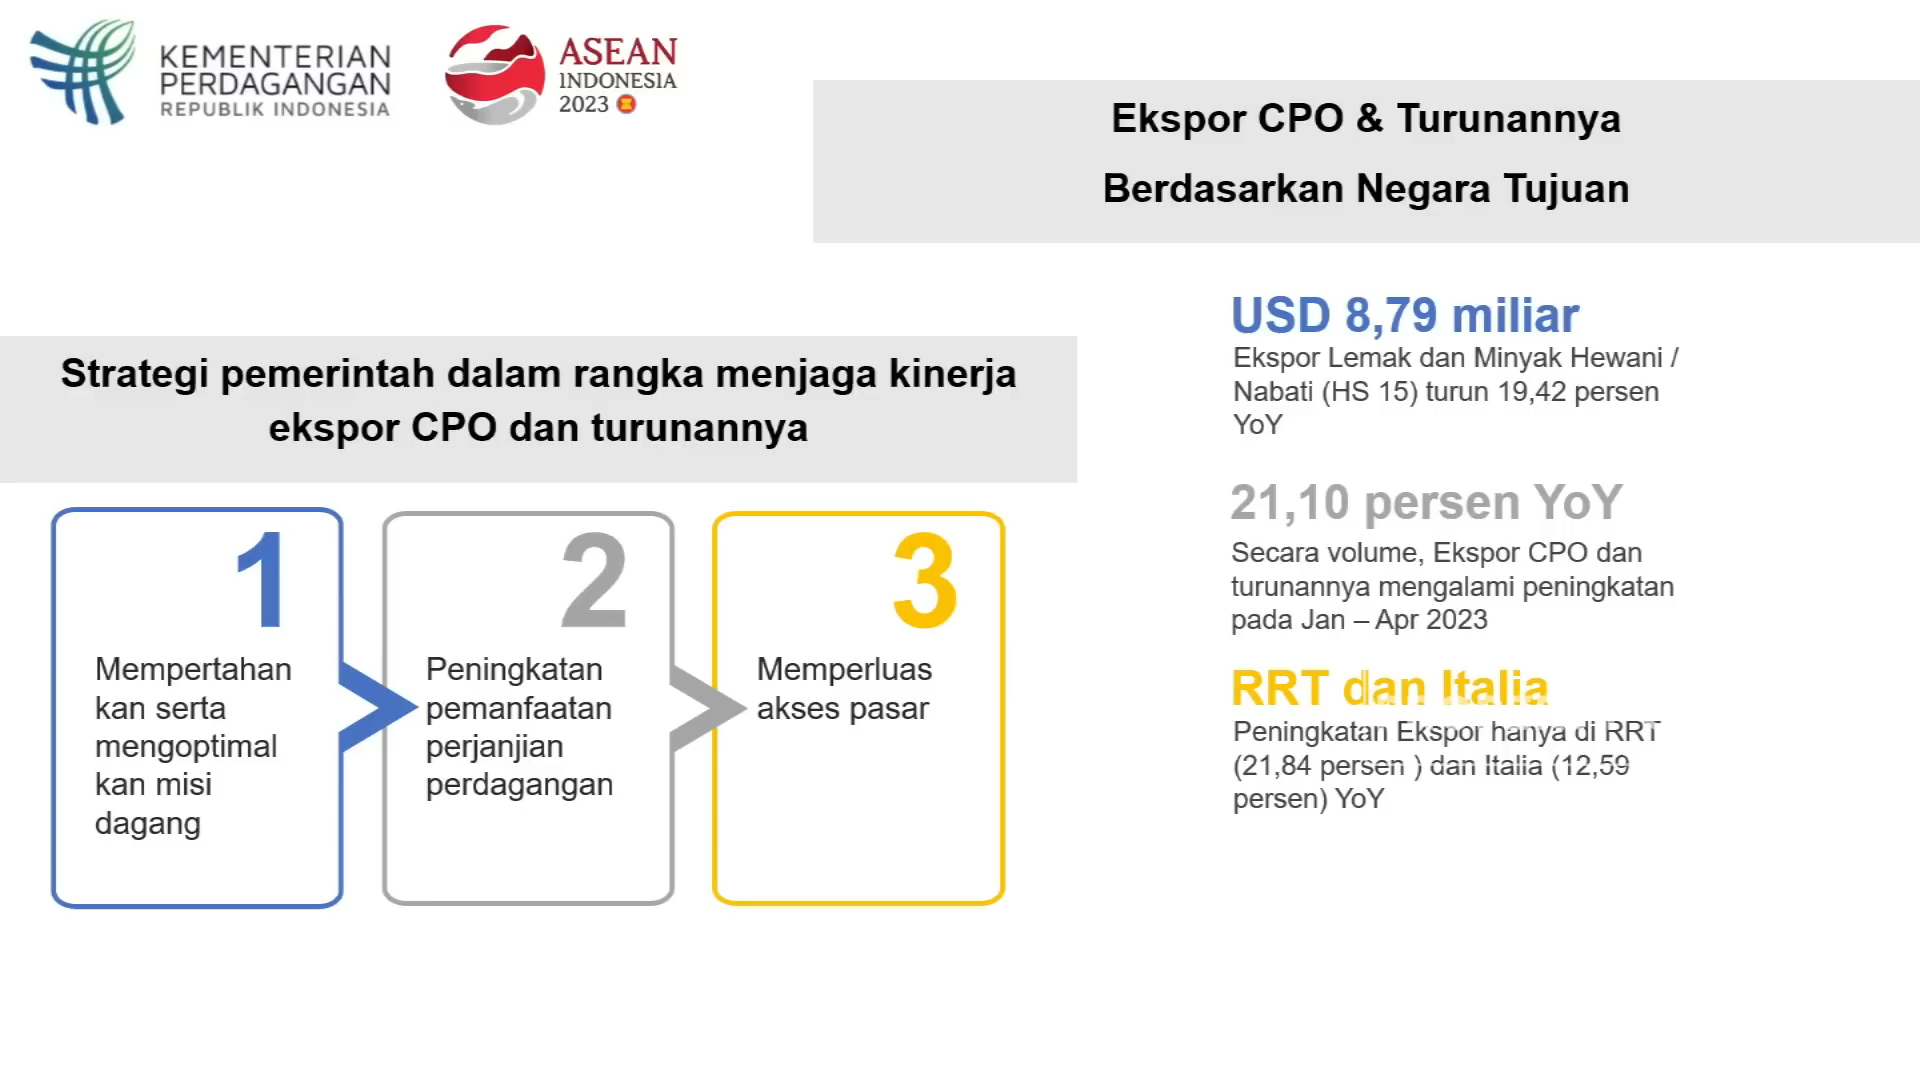 KEMENTERIAN
PERDAGANGAN
REPUBLIK INDONESIA
ASEAN
INDONESIA
2023
Ekspor CPO & Turunannya
Berdasarkan Negara Tujuan
Strategi pemerintah dalam rangka menjaga kinerja
ekspor CPO dan turunannya
1
Mempertahan
kan serta
mengoptimal
kan misi
dagang
2
Peningkatan
pemanfaatan
perjanjian
perdagangan
3
Memperluas
akses pasar
USD 8,79 miliar
Ekspor Lemak dan Minyak Hewani /
Nabati (HS 15) turun 19,42 persen
YoY
21,10 persen YoY
Secara volume, Ekspor CPO dan
turunannya mengalami peningkatan
pada Jan – Apr 2023
RRT dan Italia
Peningkatan Ekspor hanya di RRT
(21,84 persen ) dan Italia (12,59
persen) YoY